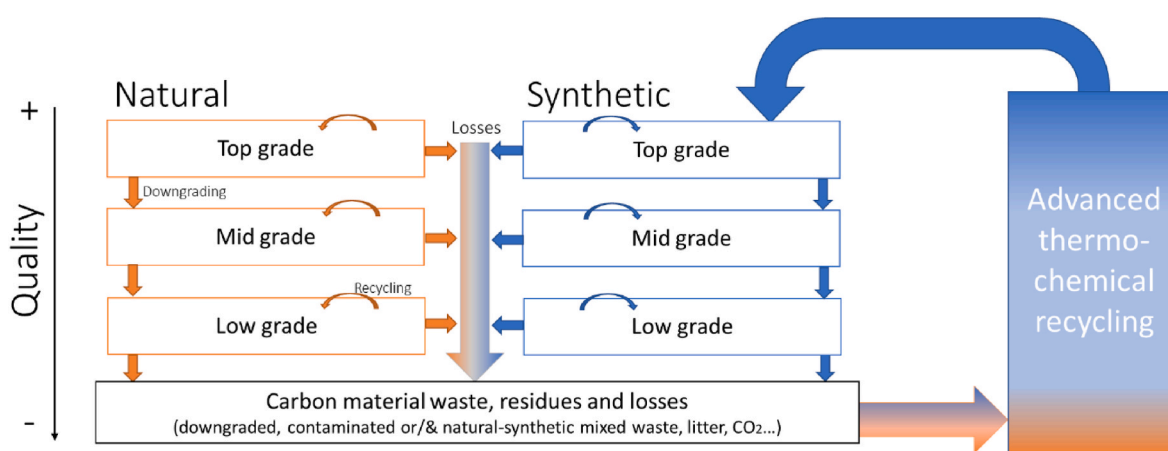 Natural
Synthetic
+
Quality
-
Losses
Top grade
Top grade
Downgrading
Mid grade
Mid grade
Recycling
Low grade
Low grade
Carbon material waste, residues and losses
(downgraded, contaminated or/& natural-synthetic mixed waste, litter, CO₂...)
Advanced
thermo-
chemical
recycling